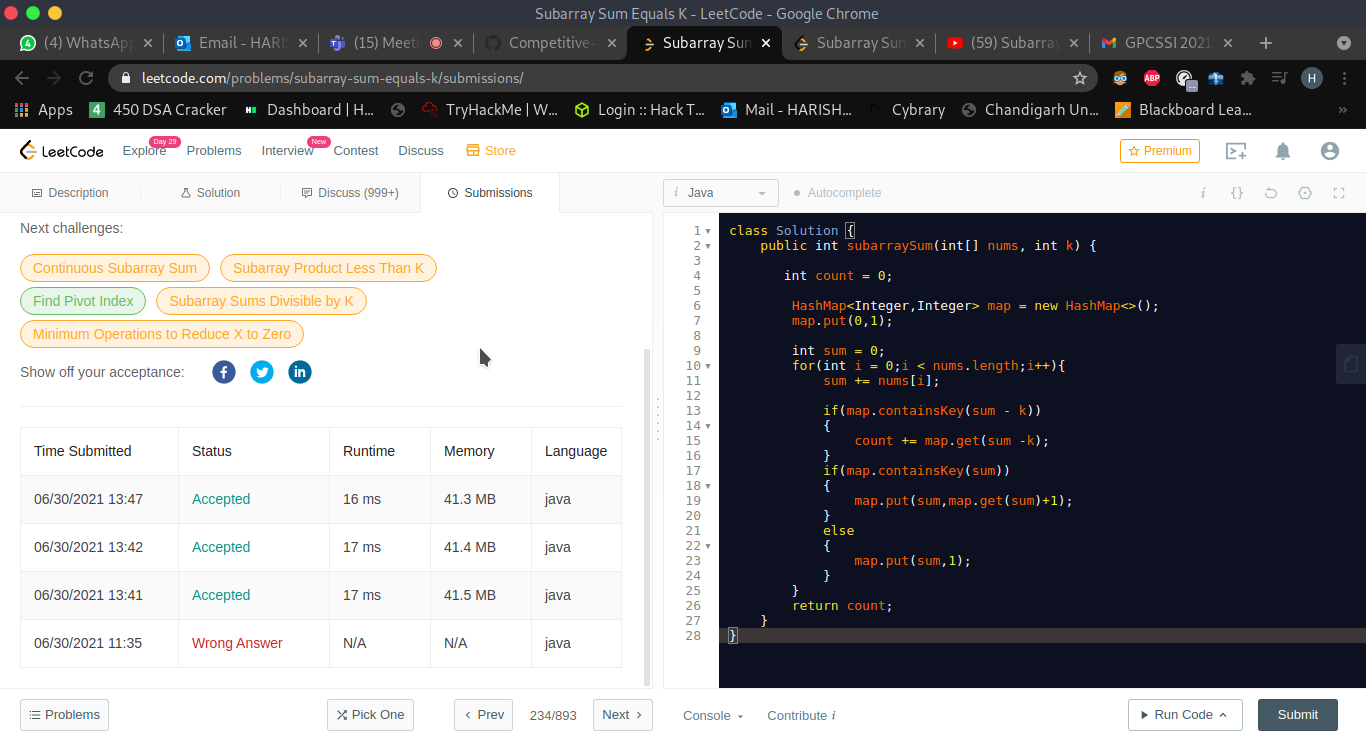 Subarray Sum Equals K - LeetCode - Google Chrome
(4) WhatsApp
Email - HARIS
(15) Meeti
Competitive-
Subarray Sum
Subarray Sum
(59) Subarray
GPCSSI 2021
leetcode.com/problems/subarray-sum-equals-k/submissions/
ABP
H
Apps
4
450 DSA Cracker
Dashboard | H...
TryHackMe | W...
Login :: Hack T...
Mail - HARISH...
Cybrary
Chandigarh Un...
Blackboard Lea...
»
LeetCode
Explore
Day 29
Problems
Interview
New
Contest
Discuss
Store
Premium
Description
Solution
Discuss (999+)
Submissions
i Java
Autocomplete
i
{}
Next challenges:
Continuous Subarray Sum
Subarray Product Less Than K
Find Pivot Index
Subarray Sums Divisible by K
Minimum Operations to Reduce X to Zero
Show off your acceptance:
Time Submitted Status Runtime Memory Language
06/30/2021 13:47 Accepted 16 ms 41.3 MB java
06/30/2021 13:42 Accepted 17 ms 41.4 MB java
06/30/2021 13:41 Accepted 17 ms 41.5 MB java
06/30/2021 11:35 Wrong Answer N/A N/A java
1 class Solution {
2 public int subarraySum(int[] nums, int k) {
3
4 int count = 0;
5
6 HashMap<Integer,Integer> map = new HashMap<>();
7 map.put(0,1);
8
9 int sum = 0;
10 for(int i = 0;i < nums.length;i++){
11 sum += nums[i];
12
13 if(map.containsKey(sum - k))
14 {
15 count += map.get(sum -k);
16 }
17 if(map.containsKey(sum))
18 {
19 map.put(sum,map.get(sum)+1);
20 }
21 else
22 {
23 map.put(sum,1);
24 }
25 }
26 return count;
27 }
28 }
Problems
Pick One
Prev
234/893
Next
Console
Contribute i
Run Code
Submit